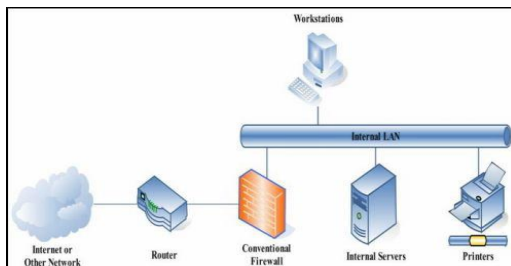 Workstations
Internal LAN
Internet or
Other Network
Router
Conventional
Firewall
Internal Servers
Printers